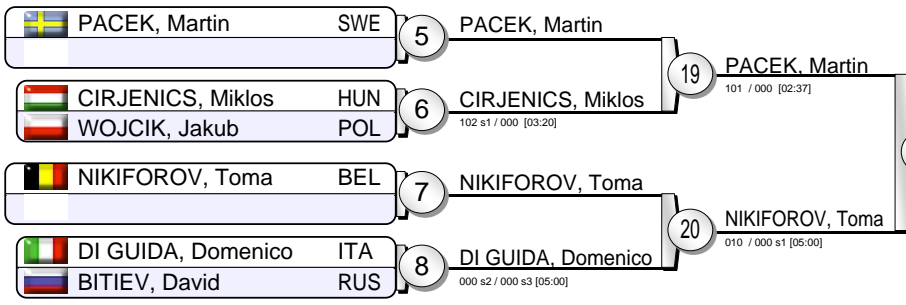 PACEK, Martin SWE
5
PACEK, Martin
CIRJENICS, Miklos HUN
WOJCIK, Jakub POL
6
CIRJENICS, Miklos
102 s1 / 000 [03:20]
19
PACEK, Martin
101 / 000 [02:37]
NIKIFOROV, Toma BEL
7
NIKIFOROV, Toma
DI GUIDA, Domenico ITA
BITIEV, David RUS
8
DI GUIDA, Domenico
000 s2 / 000 s3 [05:00]
20
NIKIFOROV, Toma
010 / 000 s1 [05:00]